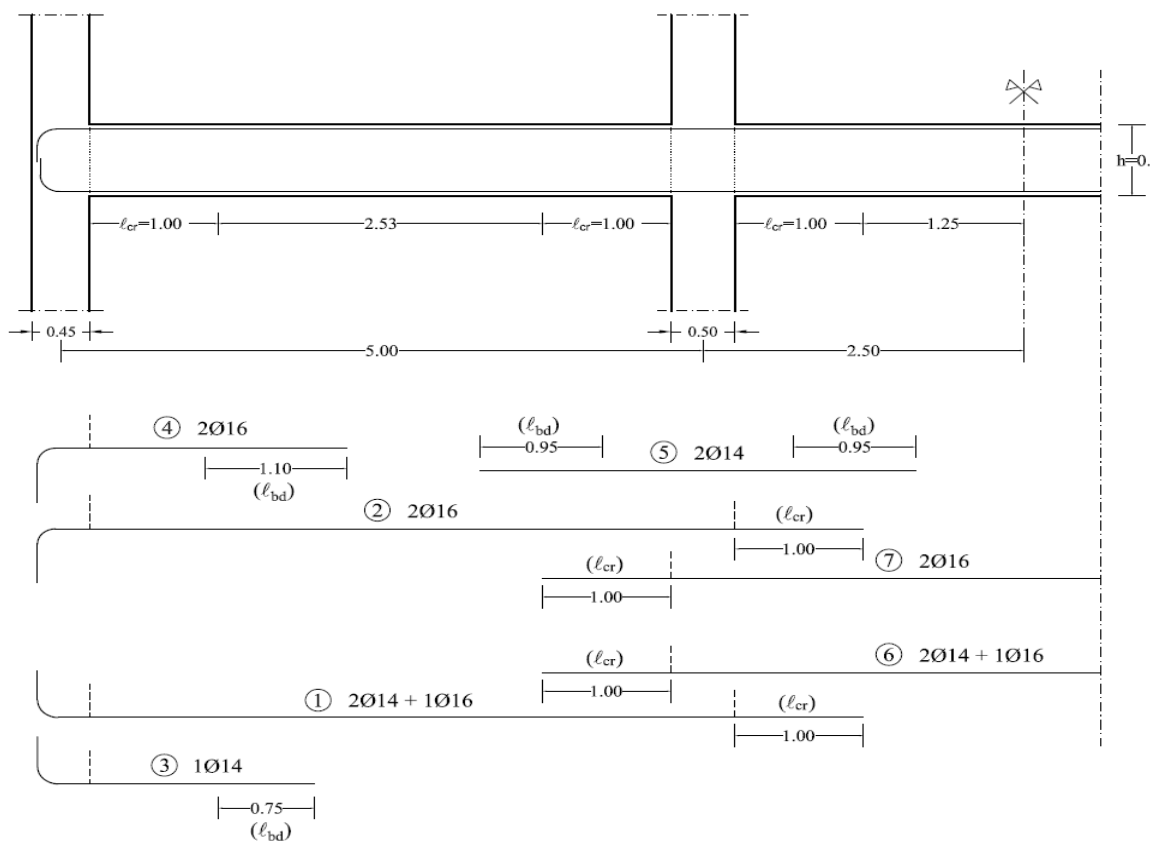 h=0.
ℓcr=1.00 2.53 ℓcr=1.00 ℓcr=1.00 1.25
0.45 0.50
5.00 2.50
④ 2Ø16 (ℓbd) (ℓbd)
0.95 ⑤ 2Ø14 0.95
1.10
(ℓbd)
② 2Ø16 (ℓcr)
1.00
(ℓcr) ⑦ 2Ø16
1.00
(ℓcr) ⑥ 2Ø14 + 1Ø16
1.00
① 2Ø14 + 1Ø16 (ℓcr)
1.00
③ 1Ø14
0.75
(ℓbd)